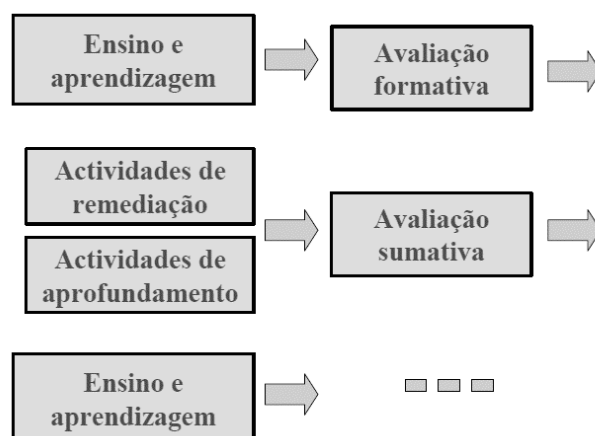 Ensino e
aprendizagem
Avaliação
formativa
Actividades de
remediação
Actividades de
aprofundamento
Avaliação
sumativa
Ensino e
aprendizagem